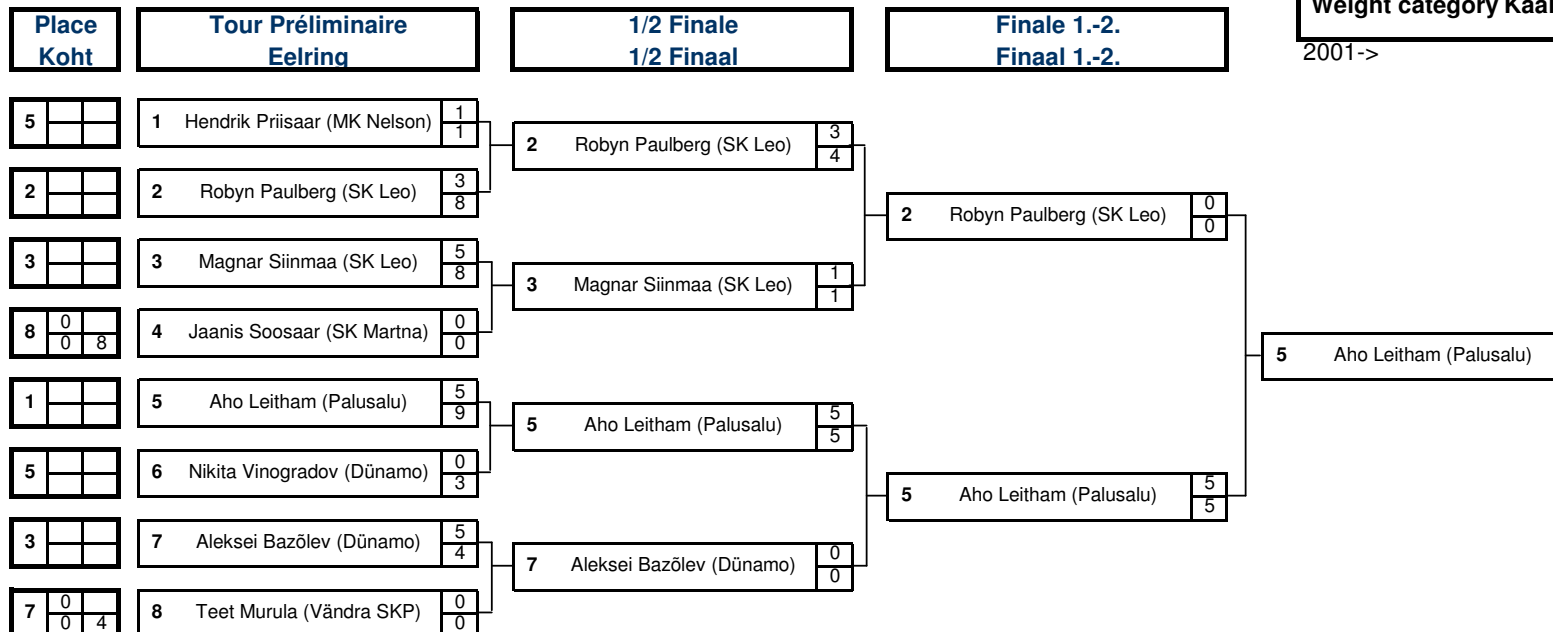 Weight category Kaal
2001->
Place Tour Préliminaire 1/2 Finale Finale 1.-2.
Koht Eelring 1/2 Finaal Finaal 1.-2.
5 1 Hendrik Priisaar (MK Nelson) 1 1
2 Robyn Paulberg (SK Leo) 3 4
2 2 Robyn Paulberg (SK Leo) 3 8
2 Robyn Paulberg (SK Leo) 0 0
3 3 Magnar Siinmaa (SK Leo) 5 8
3 Magnar Siinmaa (SK Leo) 1 1
8 0 0 8 4 Jaanis Soosaar (SK Martna) 0 0
5 Aho Leitham (Palusalu)
1 5 Aho Leitham (Palusalu) 5 9
5 Aho Leitham (Palusalu) 5 5
5 6 Nikita Vinogradov (Dünamo) 0 3
5 Aho Leitham (Palusalu) 5 5
3 7 Aleksei Bazõlev (Dünamo) 5 4
7 Aleksei Bazõlev (Dünamo) 0 0
7 0 0 4 8 Teet Murula (Vändra SKP) 0 0